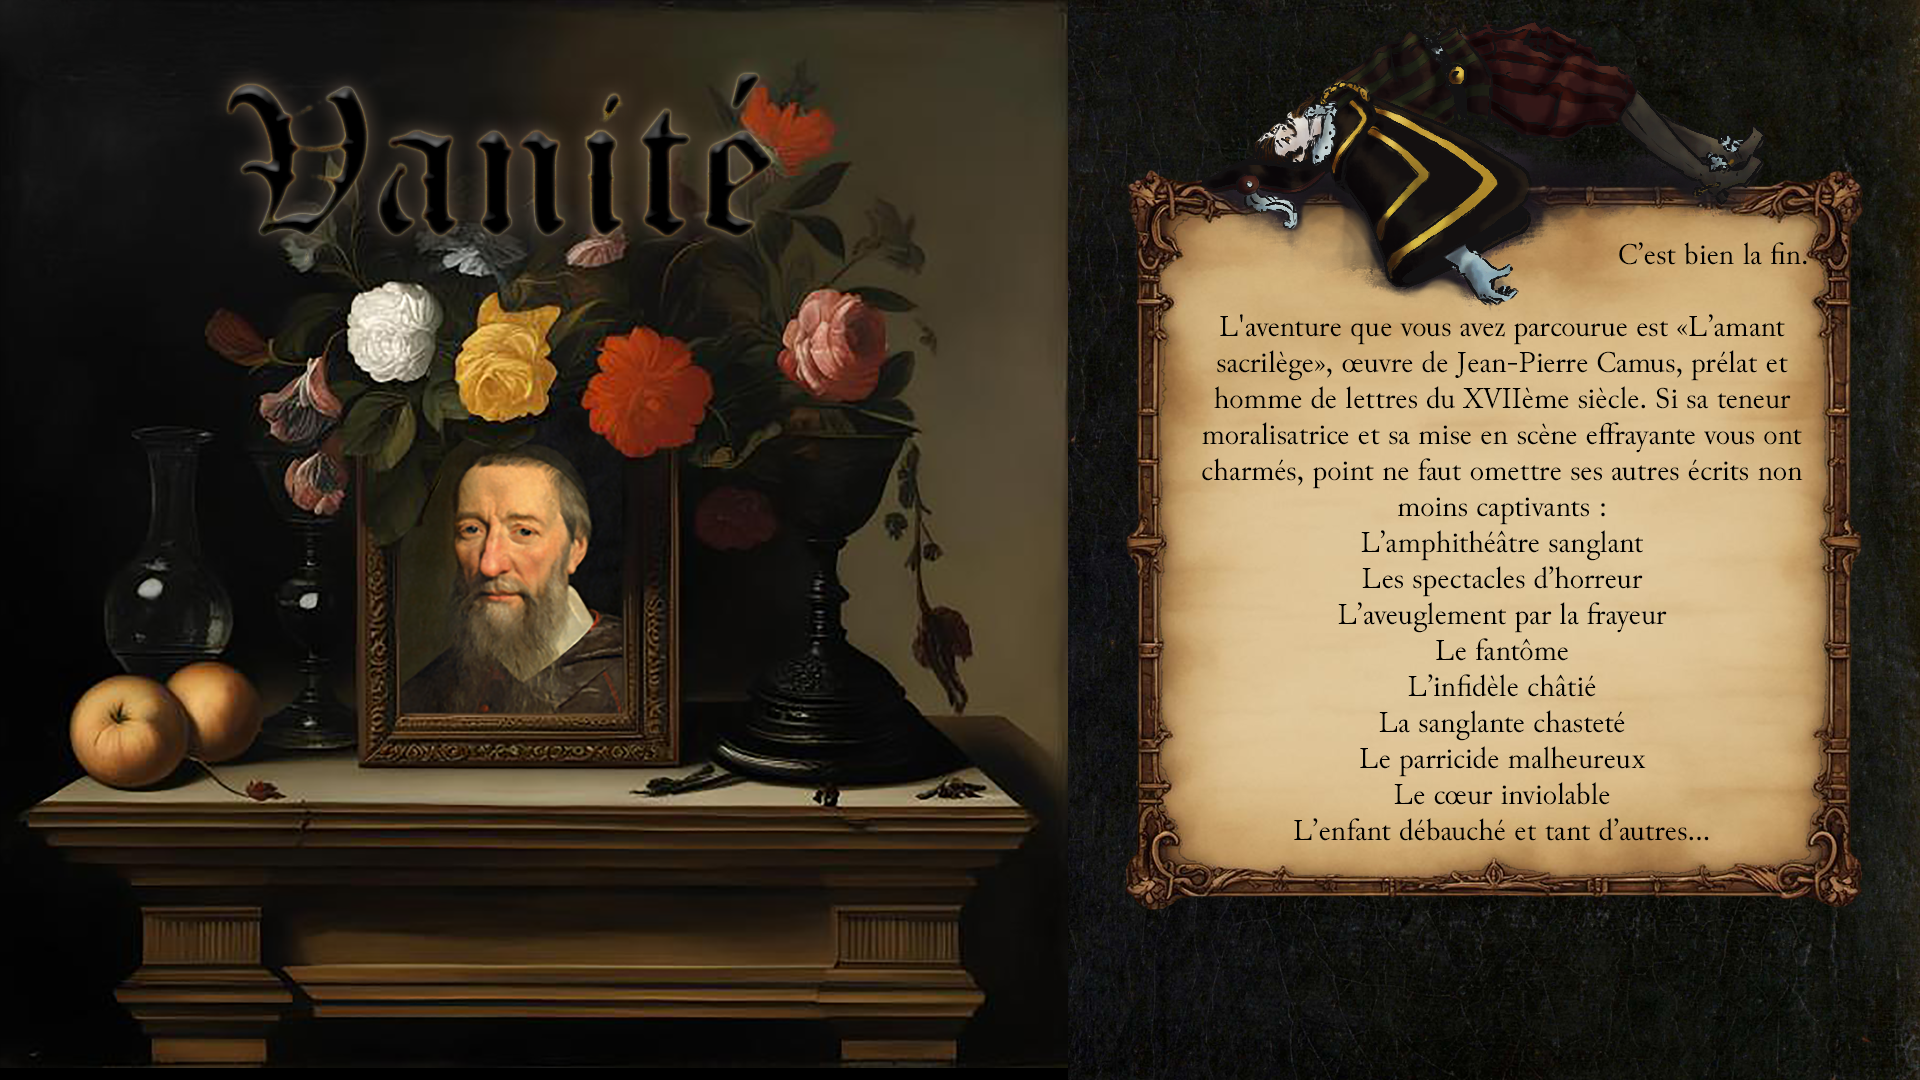 Vanité
C’est bien la fin.
L'aventure que vous avez parcourue est «L’amant
sacrilège», œuvre de Jean-Pierre Camus, prélat et
homme de lettres du XVIIème siècle. Si sa teneur
moralisatrice et sa mise en scène effrayante vous ont
charmés, point ne faut omettre ses autres écrits non
moins captivants :
L’amphithéâtre sanglant
Les spectacles d’horreur
L’aveuglement par la frayeur
Le fantôme
L’infidèle châtié
La sanglante chasteté
Le parricide malheureux
Le cœur inviolable
L’enfant débauché et tant d’autres...